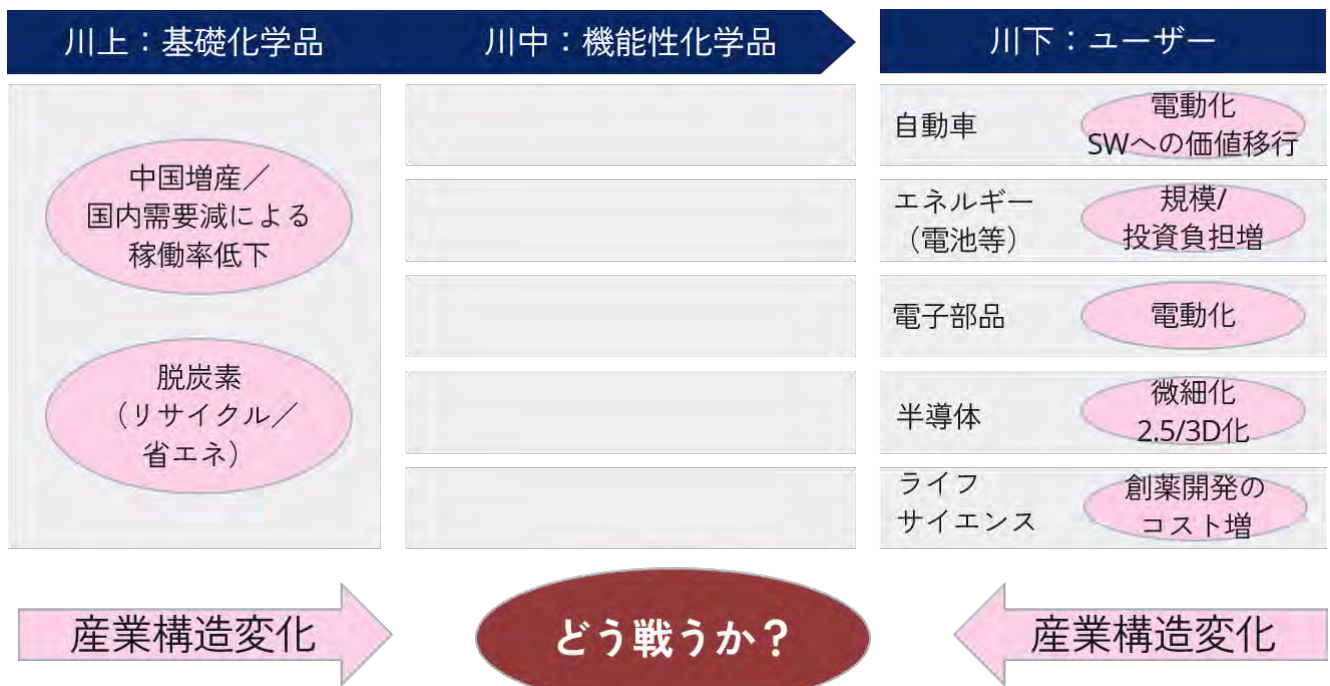 川上：基礎化学品
川中：機能性化学品
川下：ユーザー
中国増産／
国内需要減による
稼働率低下
脱炭素
（リサイクル／
省エネ）
自動車
電動化
SWへの価値移行
エネルギー
（電池等）
規模/
投資負担増
電子部品
電動化
半導体
微細化
2.5/3D化
ライフ
サイエンス
創薬開発の
コスト増
産業構造変化
どう戦うか？
産業構造変化